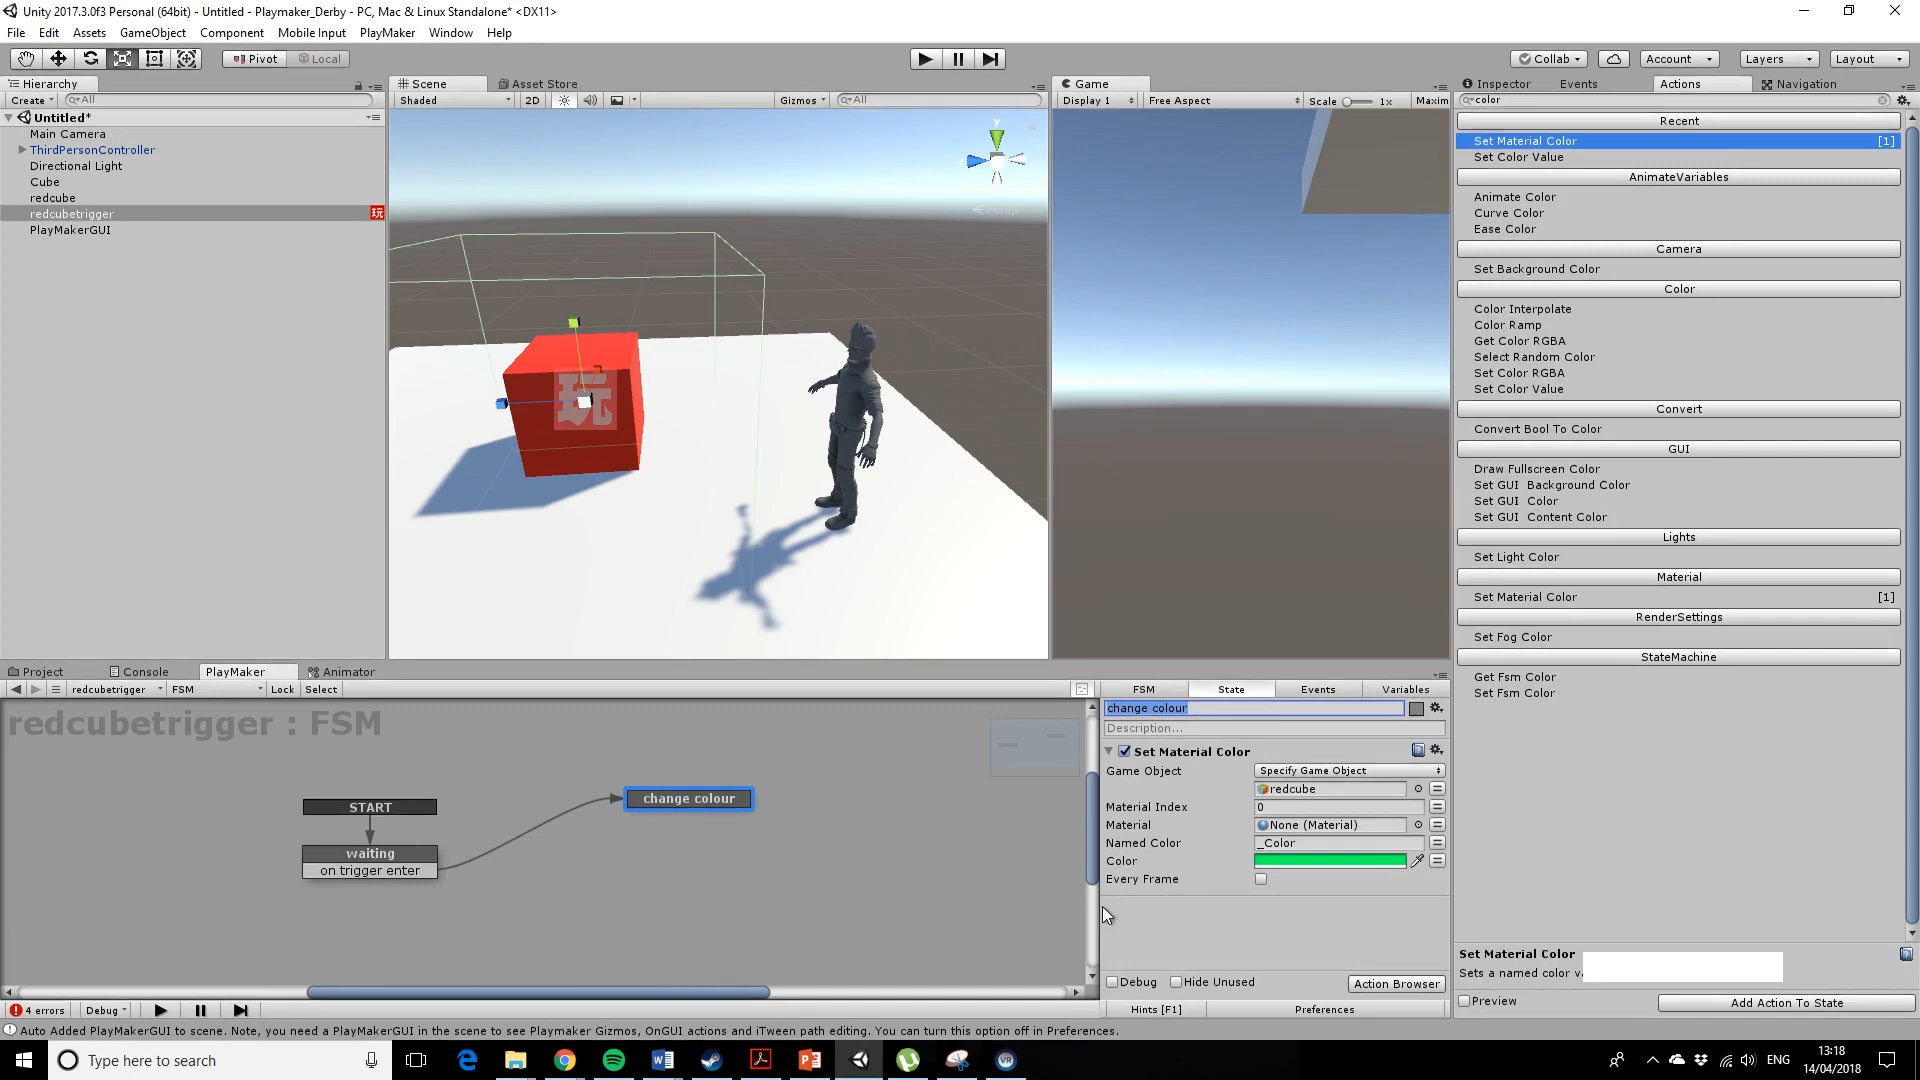 Unity 2017.3.0f3 Personal (64bit) - Untitled - Playmaker_Derby - PC, Mac & Linux Standalone* <DX11>
File Edit Assets GameObject Component Mobile Input PlayMaker Window Help
Pivot Local Collab Account Layers Layout
Hierarchy
Create All
Untitled*
Main Camera
ThirdPersonController
Directional Light
Cube
redcube
redcubetrigger 玩
PlayMakerGUI
Scene Asset Store
Shaded 2D Gizmos All
y
z
Persp
玩
Game
Display 1 Free Aspect Scale 1x Maxim
Inspector Events Actions Navigation
color
Recent
Set Material Color [1]
Set Color Value
AnimateVariables
Animate Color
Curve Color
Ease Color
Camera
Set Background Color
Color
Color Interpolate
Color Ramp
Get Color RGBA
Select Random Color
Set Color RGBA
Set Color Value
Convert
Convert Bool To Color
GUI
Draw Fullscreen Color
Set GUI Background Color
Set GUI Color
Set GUI Content Color
Lights
Set Light Color
Material
Set Material Color [1]
RenderSettings
Set Fog Color
StateMachine
Get Fsm Color
Set Fsm Color
Set Material Color
Sets a named color v
Preview Add Action To State
Project Console PlayMaker Animator
redcubetrigger FSM Lock Select
redcubetrigger : FSM
START
waiting
on trigger enter
change colour
FSM State Events Variables
change colour
Description...
Set Material Color
Game Object Specify Game Object
redcube
Material Index 0
Material None (Material)
Named Color _Color
Color
Every Frame
Debug Hide Unused Action Browser
Hints [F1] Preferences
4 errors Debug
Auto Added PlayMakerGUI to scene. Note, you need a PlayMakerGUI in the scene to see Playmaker Gizmos, OnGUI actions and iTween path editing. You can turn this option off in Preferences.
Type here to search
ENG
13:18
14/04/2018